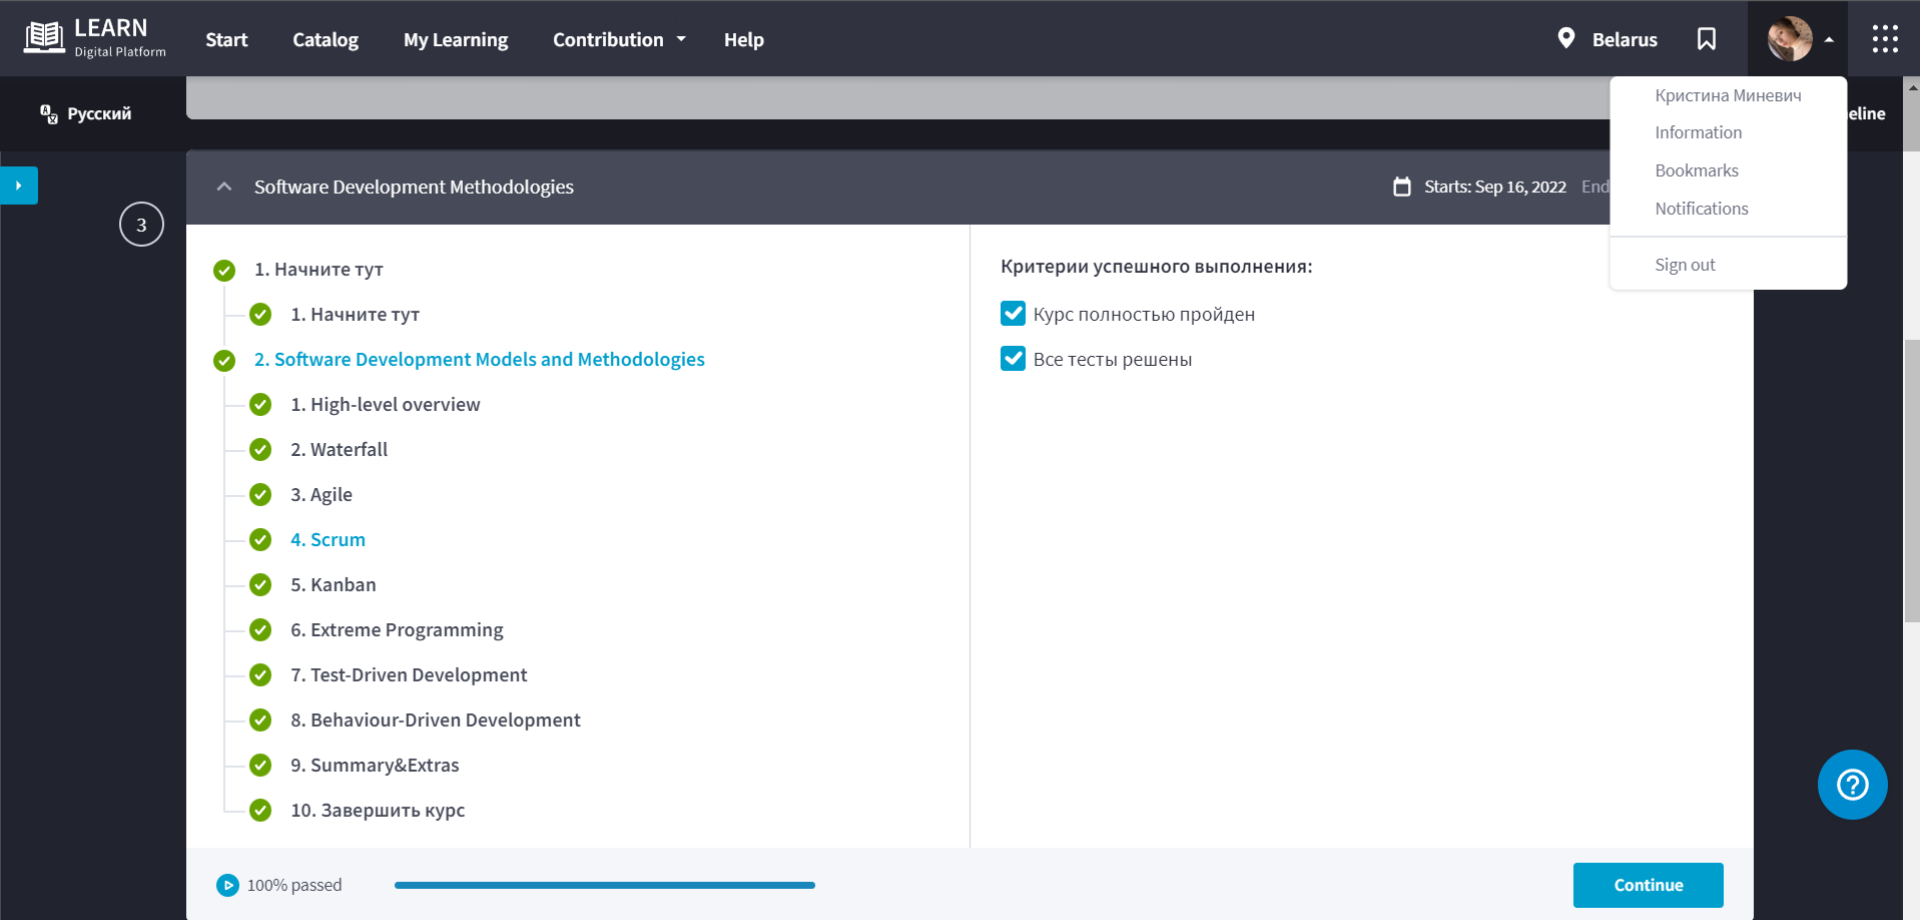 LEARN
Digital Platform
Start
Catalog
My Learning
Contribution
Help
Belarus
Русский
Кристина Миневич
Information
Bookmarks
Notifications
Sign out
eline
Software Development Methodologies
Starts: Sep 16, 2022
End
3
1. Начните тут
1. Начните тут
2. Software Development Models and Methodologies
1. High-level overview
2. Waterfall
3. Agile
4. Scrum
5. Kanban
6. Extreme Programming
7. Test-Driven Development
8. Behaviour-Driven Development
9. Summary&Extras
10. Завершить курс
Критерии успешного выполнения:
Курс полностью пройден
Все тесты решены
100% passed
Continue